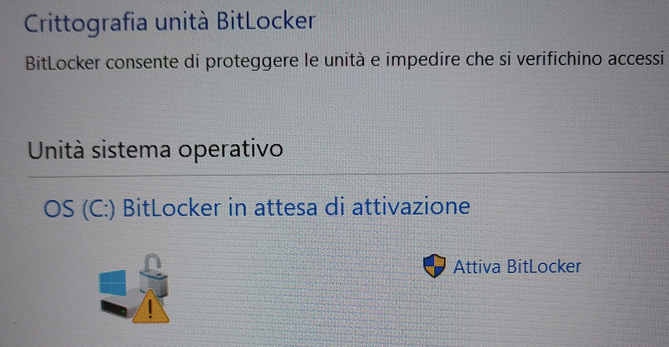 Crittografia unità BitLocker
BitLocker consente di proteggere le unità e impedire che si verifichino accessi
Unità sistema operativo
OS (C:) BitLocker in attesa di attivazione
Attiva BitLocker